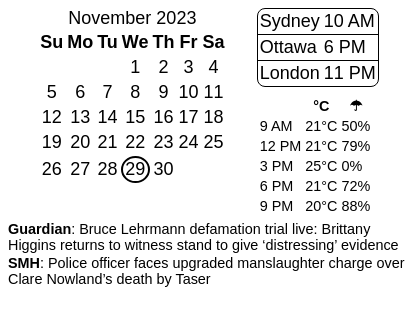 November 2023
Su Mo Tu We Th Fr Sa
1 2 3 4
5 6 7 8 9 10 11
12 13 14 15 16 17 18
19 20 21 22 23 24 25
26 27 28 29 30
Sydney 10 AM
Ottawa 6 PM
London 11 PM
°C ☂
9 AM 21°C 50%
12 PM 21°C 79%
3 PM 25°C 0%
6 PM 21°C 72%
9 PM 20°C 88%
Guardian: Bruce Lehrmann defamation trial live: Brittany
Higgins returns to witness stand to give ‘distressing’ evidence
SMH: Police officer faces upgraded manslaughter charge over
Clare Nowland’s death by Taser